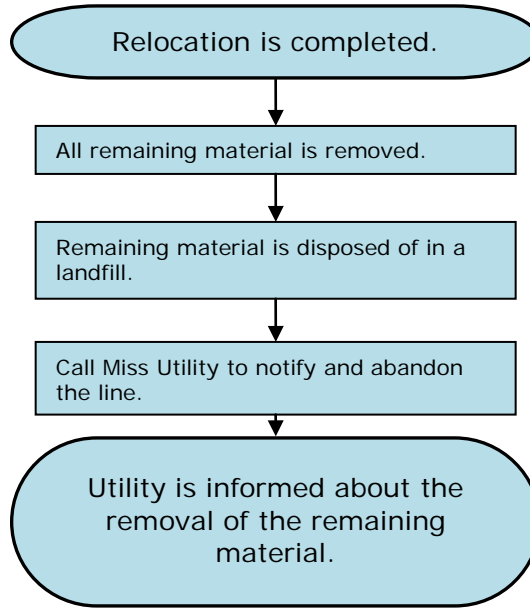 Relocation is completed.
All remaining material is removed.
Remaining material is disposed of in a
landfill.
Call Miss Utility to notify and abandon
the line.
Utility is informed about the
removal of the remaining
material.